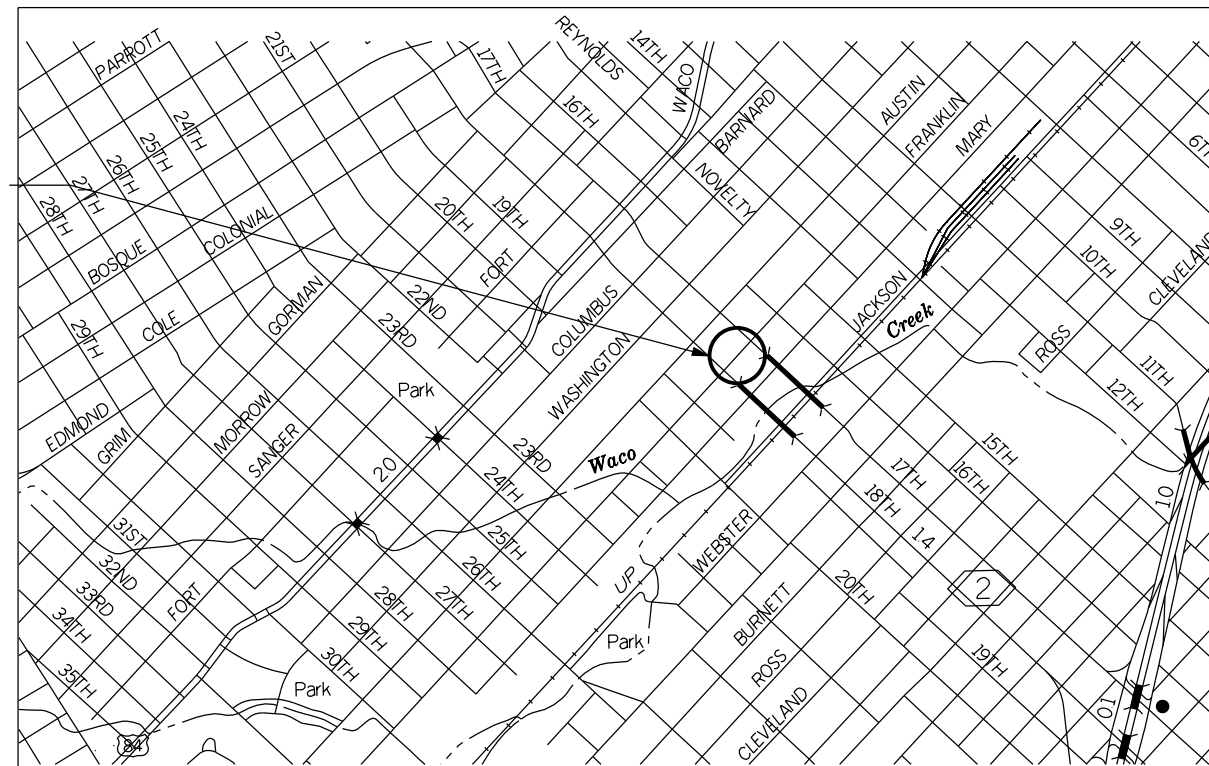 PARROTT
21ST
17TH
REYNOLDS
14TH
WACO
16TH
BARNARD
NOVELTY
AUSTIN
FRANKLIN
MARY
24TH
25TH
26TH
27TH
28TH
BOSQUE
COLONIAL
20TH
19TH
FORT
9TH
10TH
CLEVELAND
GORMAN
22ND
23RD
COLUMBUS
WASHINGTON
JACKSON
Creek
ROSS
11TH
12TH
29TH
COLE
EDMOND
GRIM
MORROW
SANGER
Park
20
23RD
24TH
Waco
25TH
26TH
27TH
15TH
16TH
17TH
18TH
14
10
31ST
32ND
33RD
34TH
35TH
FORT
28TH
29TH
30TH
Park
UP
WEBSTER
Park
BURNETT
ROSS
CLEVELAND
20TH
2
19TH
01
84